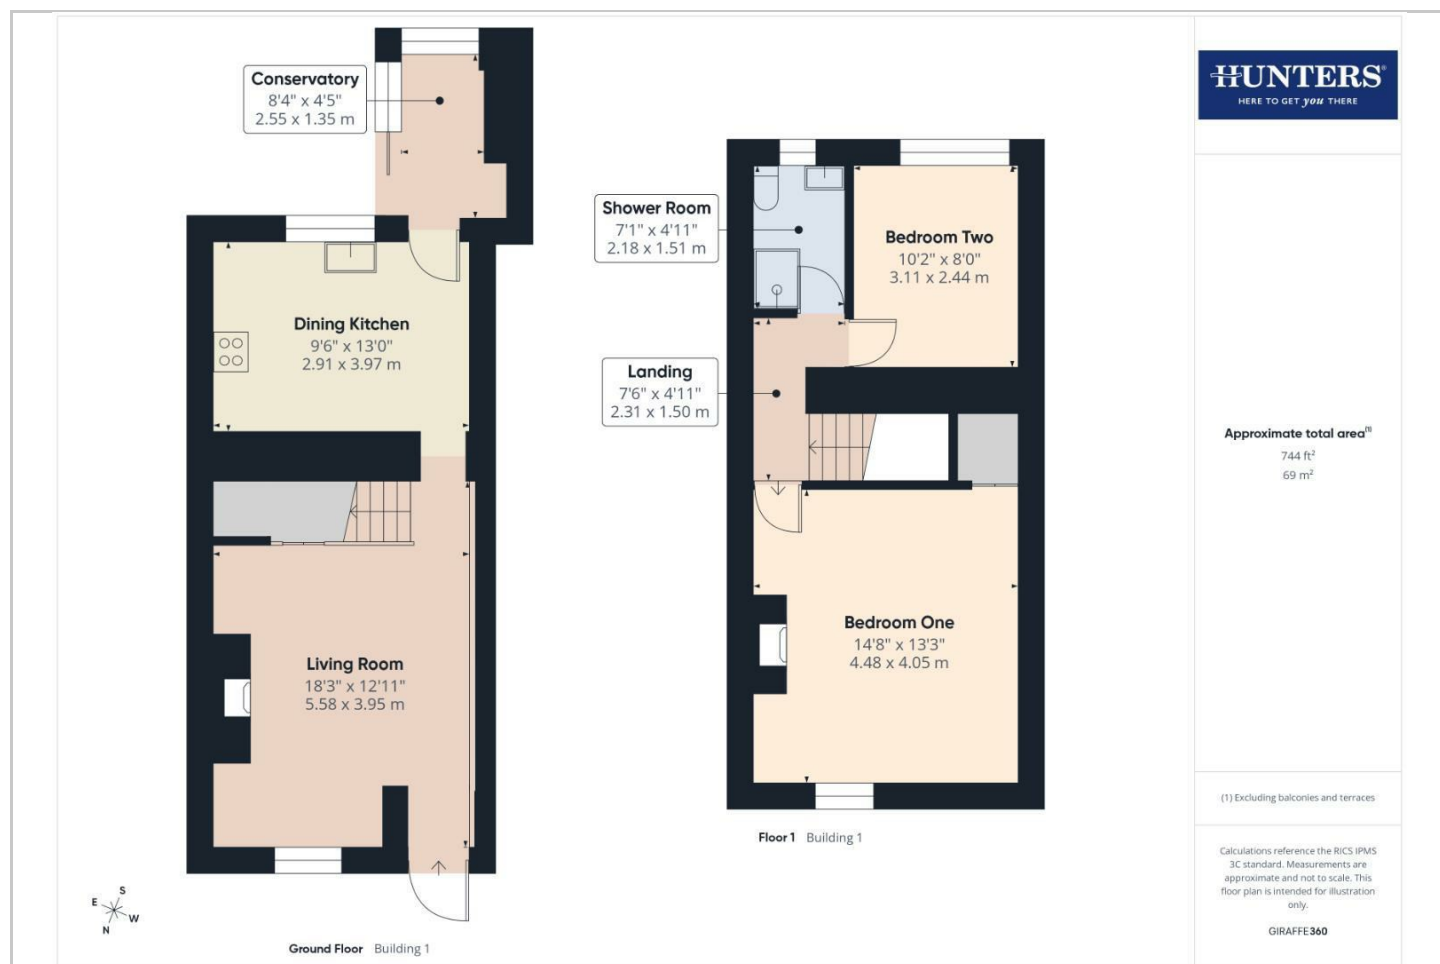 Conservatory
8'4" x 4'5"
2.55 x 1.35 m
Dining Kitchen
9'6" x 13'0"
2.91 x 3.97 m
Living Room
18'3" x 12'11"
5.58 x 3.95 m
Ground Floor Building 1
S
E
W
N
Shower Room
7'1" x 4'11"
2.18 x 1.51 m
Bedroom Two
10'2" x 8'0"
3.11 x 2.44 m
Landing
7'6" x 4'11"
2.31 x 1.50 m
Bedroom One
14'8" x 13'3"
4.48 x 4.05 m
Floor 1 Building 1
HUNTERS®
HERE TO GET you THERE
Approximate total area(1)
744 ft²
69 m²
(1) Excluding balconies and terraces
Calculations reference the RICS IPMS
3C standard. Measurements are
approximate and not to scale. This
floor plan is intended for illustration
only.
GIRAFFE360